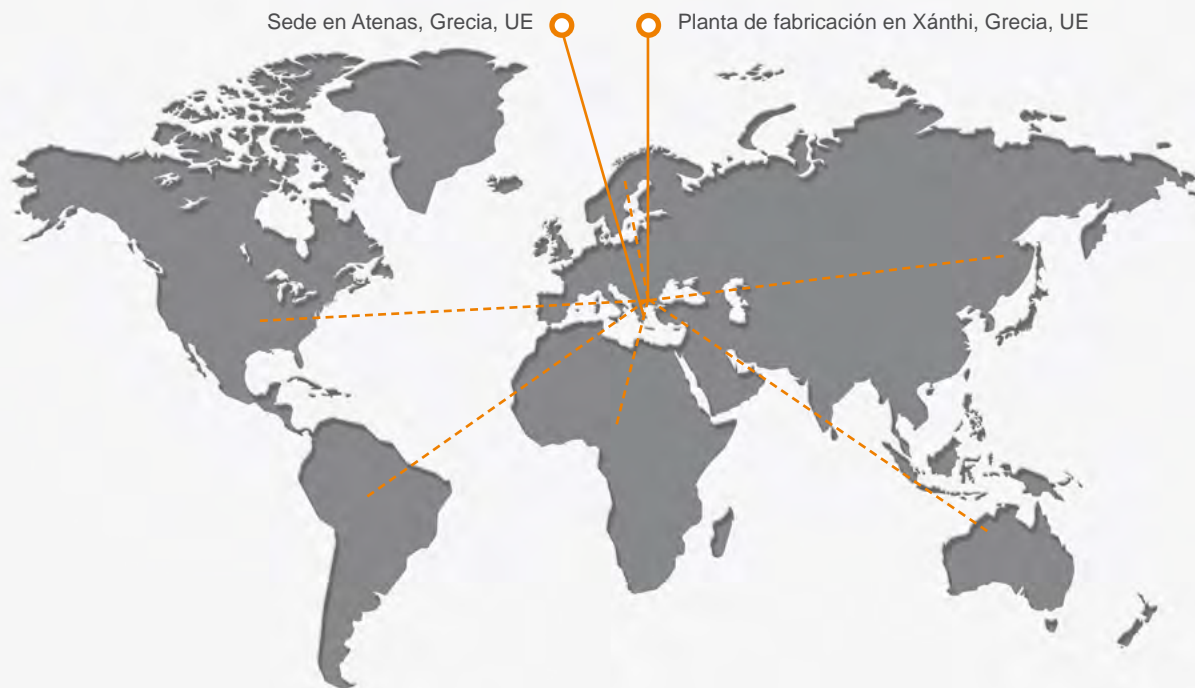 Sede en Atenas, Grecia, UE
Planta de fabricación en Xánthi, Grecia, UE